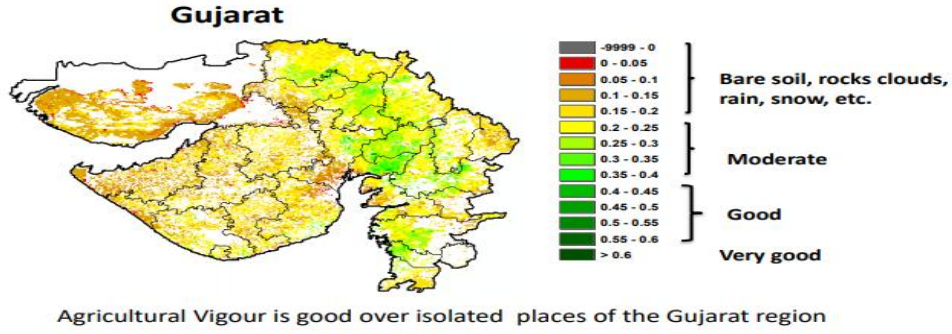 Gujarat
-9999 - 0
0 - 0.05
0.05 - 0.1
0.1 - 0.15
0.15 - 0.2
0.2 - 0.25
0.25 - 0.3
0.3 - 0.35
0.35 - 0.4
0.4 - 0.45
0.45 - 0.5
0.5 - 0.55
0.55 - 0.6
> 0.6
Bare soil, rocks clouds,
rain, snow, etc.
Moderate
Good
Very good
Agricultural Vigour is good over isolated places of the Gujarat region